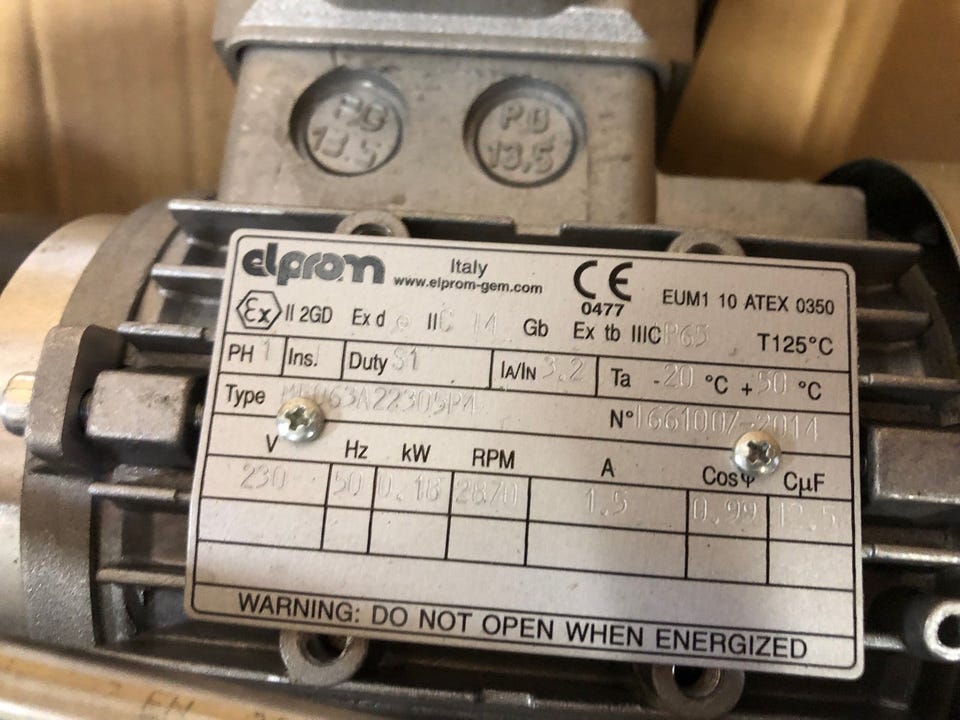 PG
13.5
PG
13.5
elprom
Italy
www.elprom-gem.com
CE
0477
EUM1 10 ATEX 0350
Ex II 2GD Ex d e IIC T4 Gb Ex tb IIIC P65 T125°C
PH 1 Ins. Duty S1 IA/IN 3.2 Ta -20 °C +50 °C
Type
N° 2014
V Hz kW RPM A Cosφ CµF
230 50 0.18 2870 1.5 0.99 12.5
WARNING: DO NOT OPEN WHEN ENERGIZED